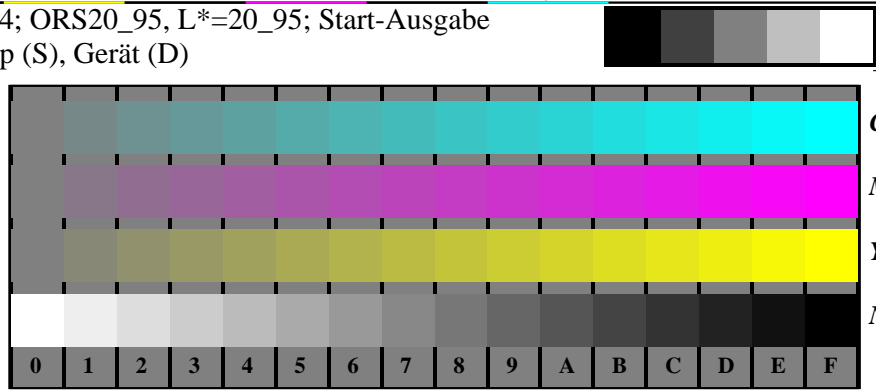 4; ORS20_95, L*=20_95; Start-Ausgabe
p (S), Gerät (D)
0 1 2 3 4 5 6 7 8 9 A B C D E F